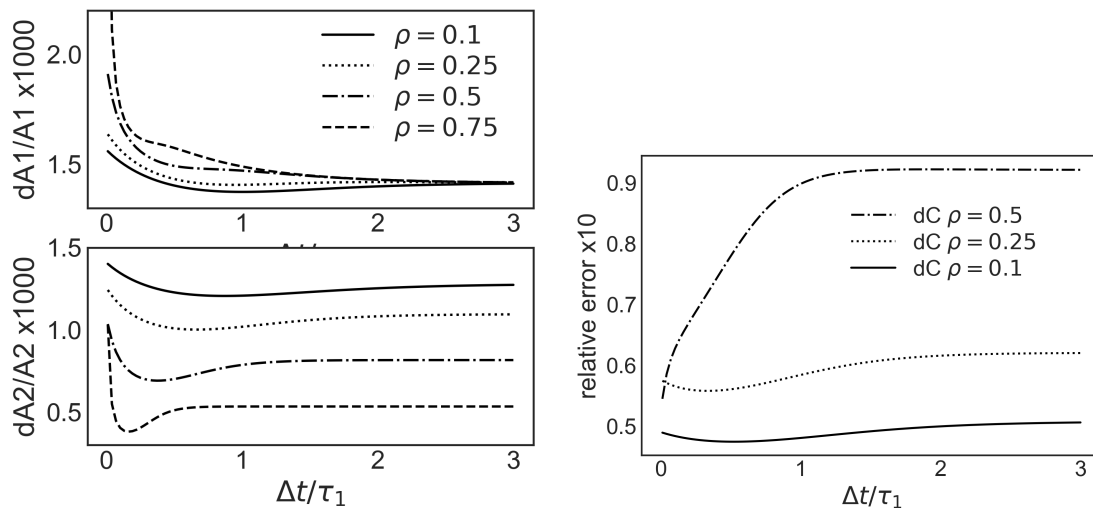 dA1/A1 x1000
2.0
1.5
ρ = 0.1
ρ = 0.25
ρ = 0.5
ρ = 0.75
0 1 2 3
dA2/A2 x1000
1.5
1.0
0.5
0 1 2 3
Δt/τ₁
relative error x10
0.9
0.8
0.7
0.6
0.5
dC ρ = 0.5
dC ρ = 0.25
dC ρ = 0.1
0 1 2 3
Δt/τ₁